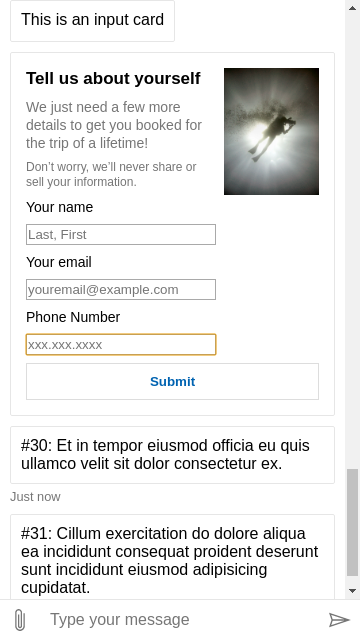 This is an input card
Tell us about yourself
We just need a few more
details to get you booked for
the trip of a lifetime!
Don't worry, we'll never share or
sell your information.
Your name
Last, First
Your email
youremail@example.com
Phone Number
xxx.xxx.xxxx
Submit
#30: Et in tempor eiusmod officia eu quis
ullamco velit sit dolor consectetur ex.
Just now
#31: Cillum exercitation do dolore aliqua
ea incididunt consequat proident deserunt
sunt incididunt eiusmod adipisicing
cupidatat.
Type your message